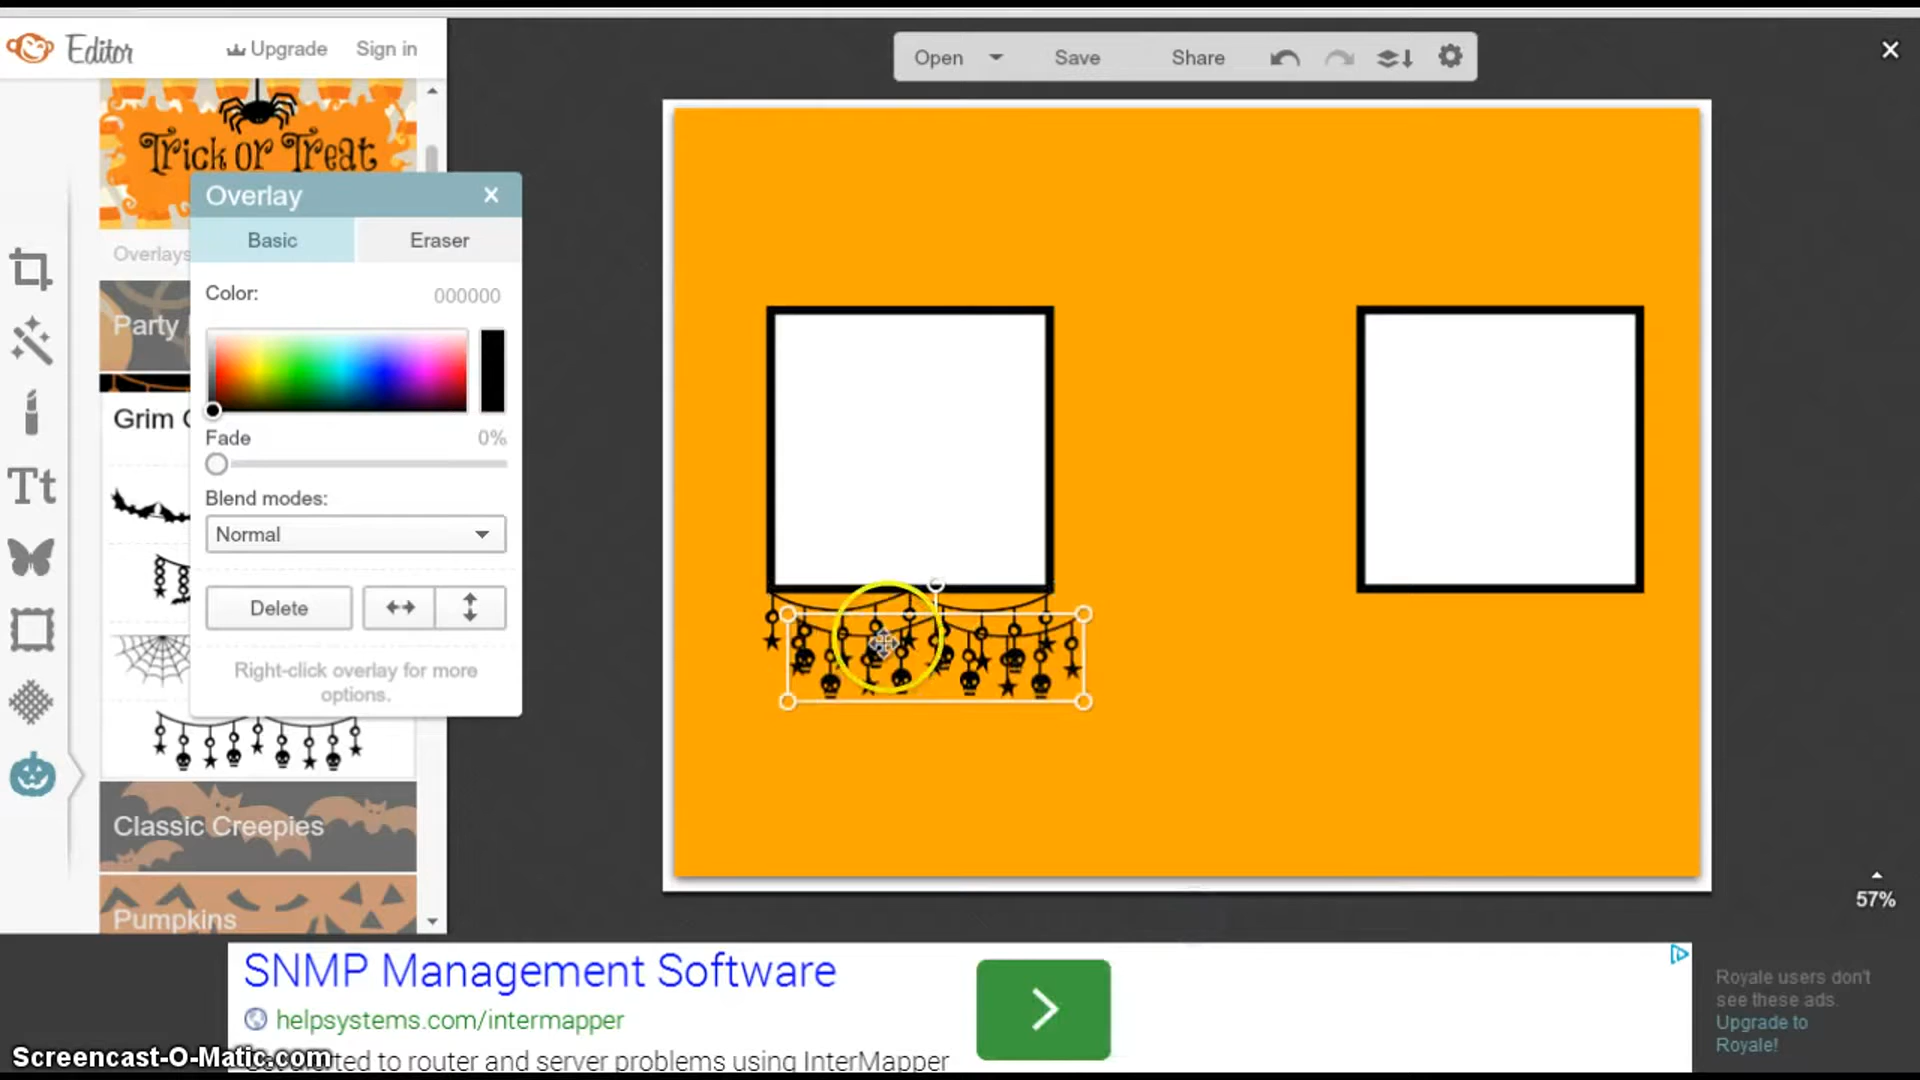 Editor
Upgrade
Sign in
Open
Save
Share
Trick or Treat
Overlay
Basic
Eraser
Overlays
Color:
000000
Party
Grim
Fade
0%
Blend modes:
Normal
Delete
Right-click overlay for more
options.
Tt
Classic Creepies
Pumpkins
57%
SNMP Management Software
helpsystems.com/intermapper
to router and server problems using InterMapper
Royale users don't
see these ads.
Upgrade to
Royale!
Screencast-O-Matic.com